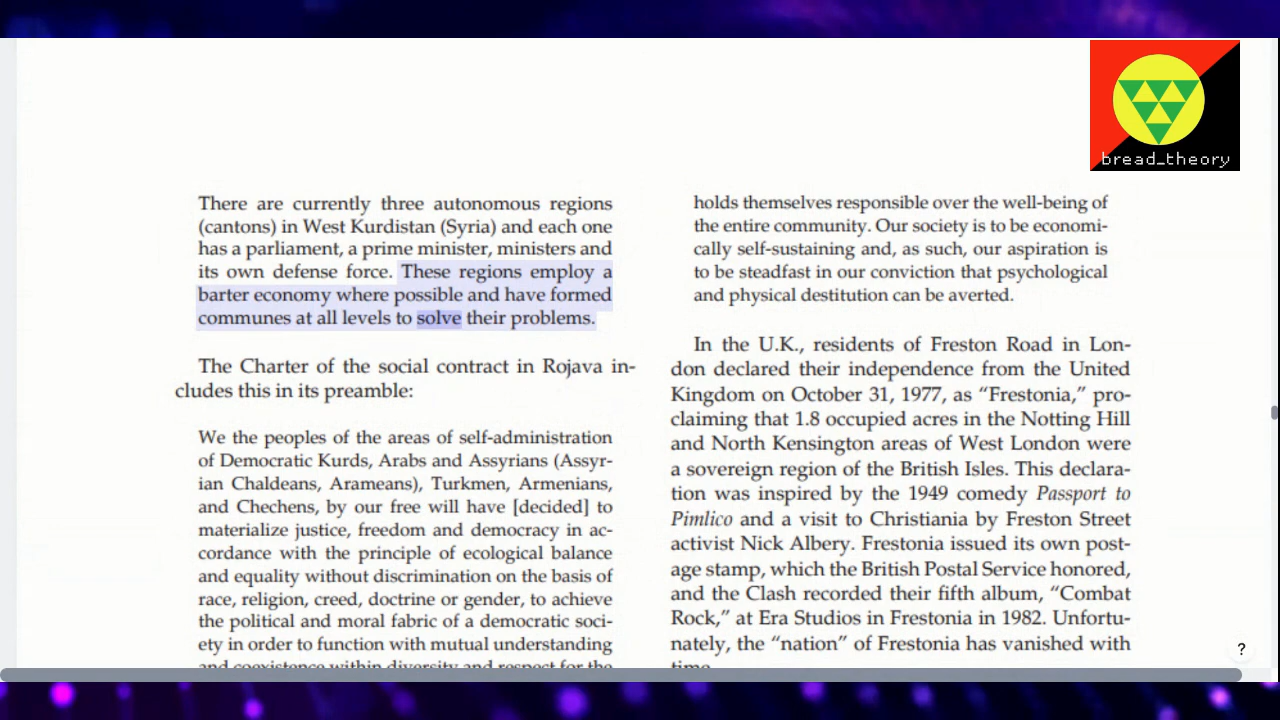 bread_theory
There are currently three autonomous regions
(cantons) in West Kurdistan (Syria) and each one
has a parliament, a prime minister, ministers and
its own defense force. These regions employ a
barter economy where possible and have formed
communes at all levels to solve their problems.
The Charter of the social contract in Rojava in-
cludes this in its preamble:
We the peoples of the areas of self-administration
of Democratic Kurds, Arabs and Assyrians (Assyr-
ian Chaldeans, Arameans), Turkmen, Armenians,
and Chechens, by our free will have [decided] to
materialize justice, freedom and democracy in ac-
cordance with the principle of ecological balance
and equality without discrimination on the basis of
race, religion, creed, doctrine or gender, to achieve
the political and moral fabric of a democratic soci-
ety in order to function with mutual understanding
and coexistence within diversity and respect for the
holds themselves responsible over the well-being of
the entire community. Our society is to be economi-
cally self-sustaining and, as such, our aspiration is
to be steadfast in our conviction that psychological
and physical destitution can be averted.
In the U.K., residents of Freston Road in Lon-
don declared their independence from the United
Kingdom on October 31, 1977, as “Frestonia,” pro-
claiming that 1.8 occupied acres in the Notting Hill
and North Kensington areas of West London were
a sovereign region of the British Isles. This declara-
tion was inspired by the 1949 comedy Passport to
Pimlico and a visit to Christiania by Freston Street
activist Nick Albery. Frestonia issued its own post-
age stamp, which the British Postal Service honored,
and the Clash recorded their fifth album, “Combat
Rock,” at Era Studios in Frestonia in 1982. Unfortu-
nately, the “nation” of Frestonia has vanished with
time.
?